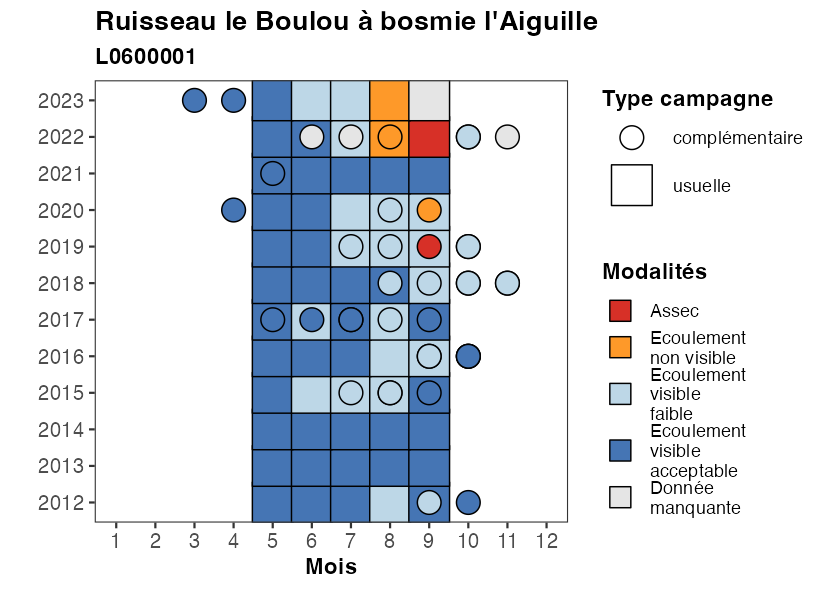 Ruisseau le Boulou à bosmie l'Aiguille
L0600001
2023
2022
2021
2020
2019
2018
2017
2016
2015
2014
2013
2012
1 2 3 4 5 6 7 8 9 10 11 12
Mois
Type campagne
complémentaire
usuelle
Modalités
Assec
Ecoulement
non visible
Ecoulement
visible
faible
Ecoulement
visible
acceptable
Donnée
manquante